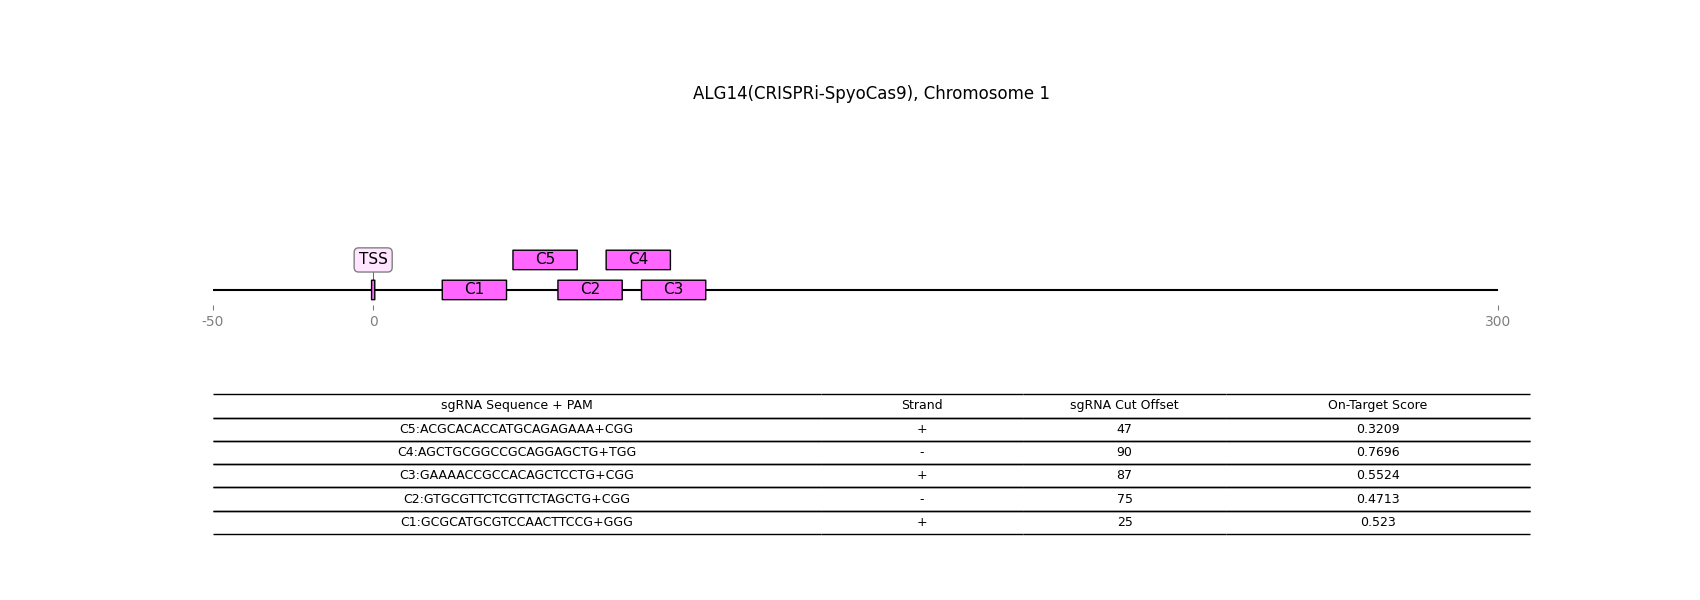 ALG14(CRISPRi-SpyoCas9), Chromosome 1
TSS C5 C4
C1 C2 C3
-50 0 300
sgRNA Sequence + PAM Strand sgRNA Cut Offset On-Target Score
C5:ACGCACACCATGCAGAGAAA+CGG + 47 0.3209
C4:AGCTGCGGCCGCAGGAGCTG+TGG - 90 0.7696
C3:GAAAACCGCCACAGCTCCTG+CGG + 87 0.5524
C2:GTGCGTTCTCGTTCTAGCTG+CGG - 75 0.4713
C1:GCGCATGCGTCCAACTTCCG+GGG + 25 0.523